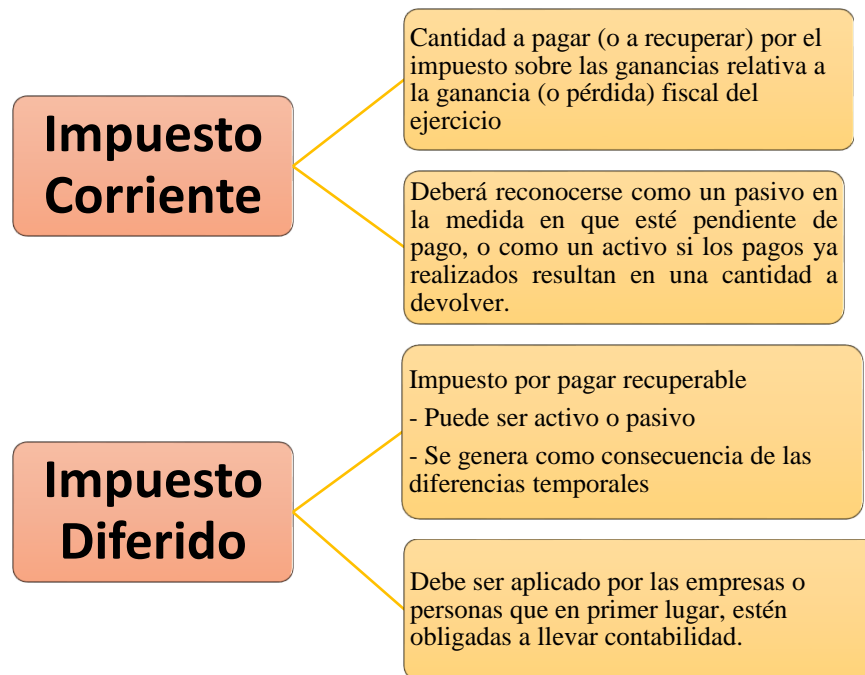 Impuesto
Corriente
Cantidad a pagar (o a recuperar) por el
impuesto sobre las ganancias relativa a
la ganancia (o pérdida) fiscal del
ejercicio
Deberá reconocerse como un pasivo en
la medida en que esté pendiente de
pago, o como un activo si los pagos ya
realizados resultan en una cantidad a
devolver.
Impuesto
Diferido
Impuesto por pagar recuperable
- Puede ser activo o pasivo
- Se genera como consecuencia de las
diferencias temporales
Debe ser aplicado por las empresas o
personas que en primer lugar, estén
obligadas a llevar contabilidad.